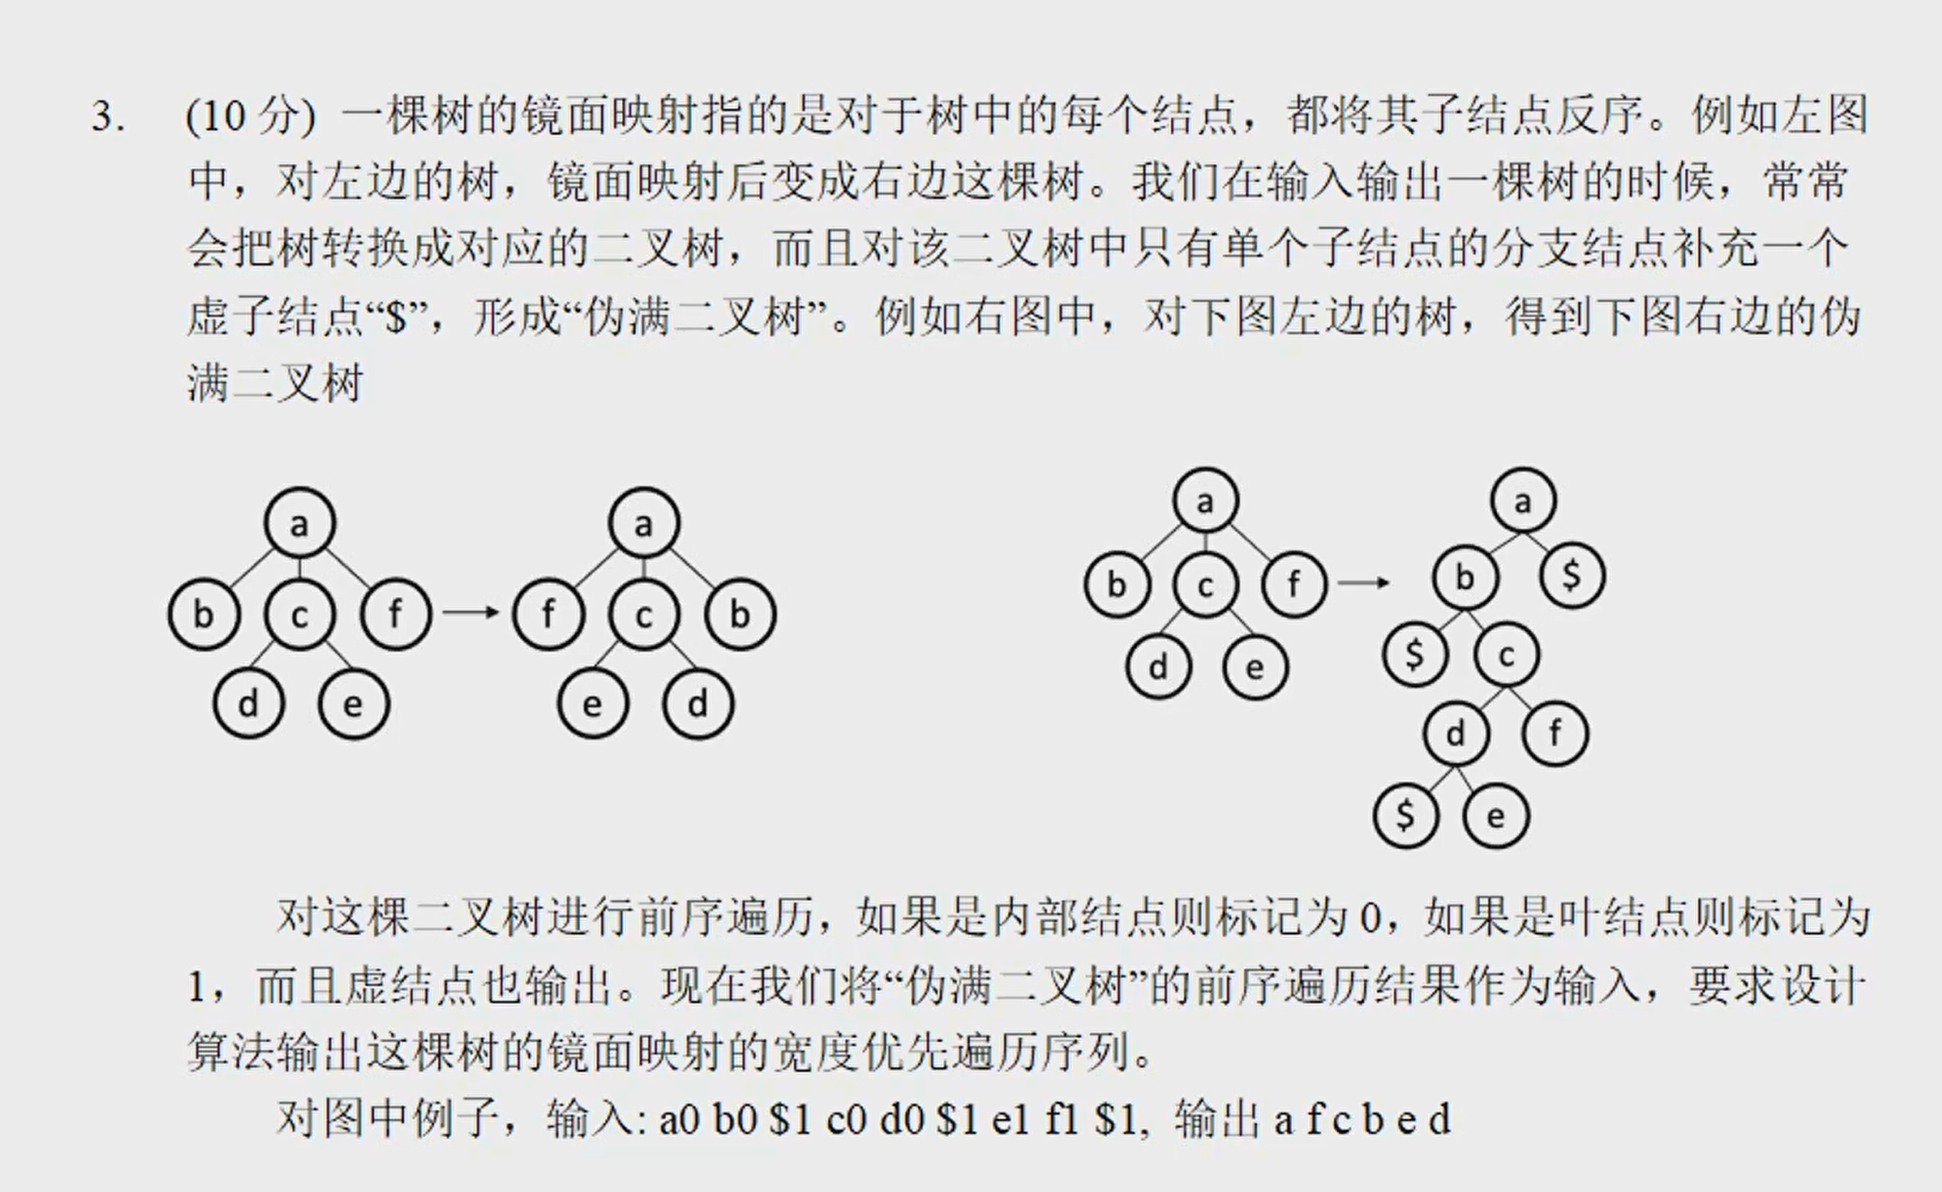 3. (10 分) 一棵树的镜面映射指的是对于树中的每个结点，都将其子结点反序。例如左图
中，对左边的树，镜面映射后变成右边这棵树。我们在输入输出一棵树的时候，常常
会把树转换成对应的二叉树，而且对该二叉树中只有单个子结点的分支结点补充一个
虚子结点“$”，形成“伪满二叉树”。例如右图中，对下图左边的树，得到下图右边的伪
满二叉树
a
b c f
d e
a
f c b
e d
a
b c f
d e
a
b $
$ c
d f
$ e
对这棵二叉树进行前序遍历，如果是内部结点则标记为 0，如果是叶结点则标记为
1，而且虚结点也输出。现在我们将“伪满二叉树”的前序遍历结果作为输入，要求设计
算法输出这棵树的镜面映射的宽度优先遍历序列。
对图中例子，输入: a0 b0 $1 c0 d0 $1 e1 f1 $1, 输出 a f c b e d